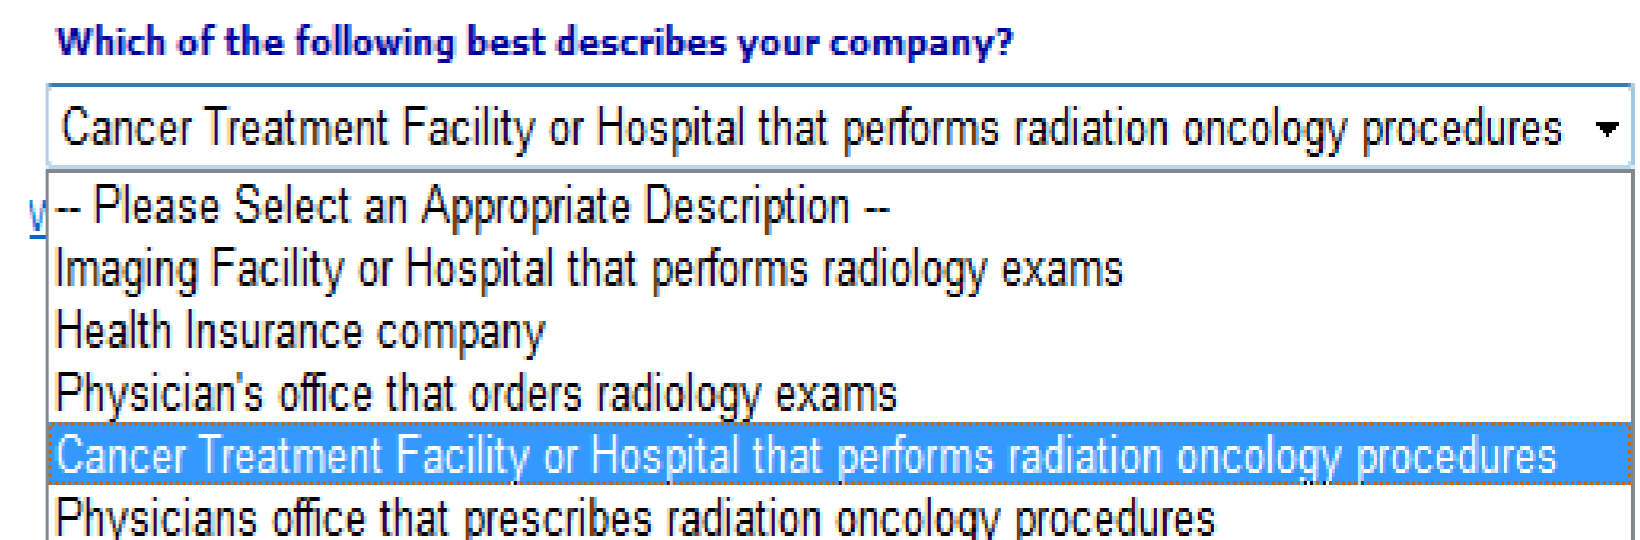 Which of the following best describes your company?
Cancer Treatment Facility or Hospital that performs radiation oncology procedures
-- Please Select an Appropriate Description --
Imaging Facility or Hospital that performs radiology exams
Health Insurance company
Physician's office that orders radiology exams
Cancer Treatment Facility or Hospital that performs radiation oncology procedures
Physicians office that prescribes radiation oncology procedures